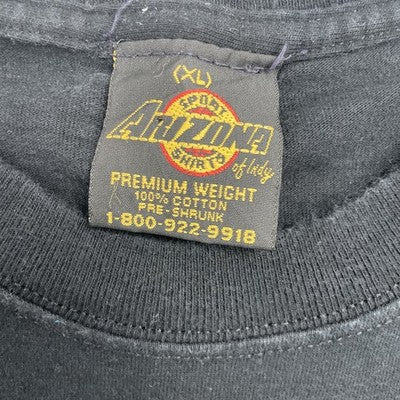 (XL)
SPORT
ARIZONA
SHIRTS
of Indy
PREMIUM WEIGHT
100% COTTON
PRE-SHRUNK
1-800-922-9918